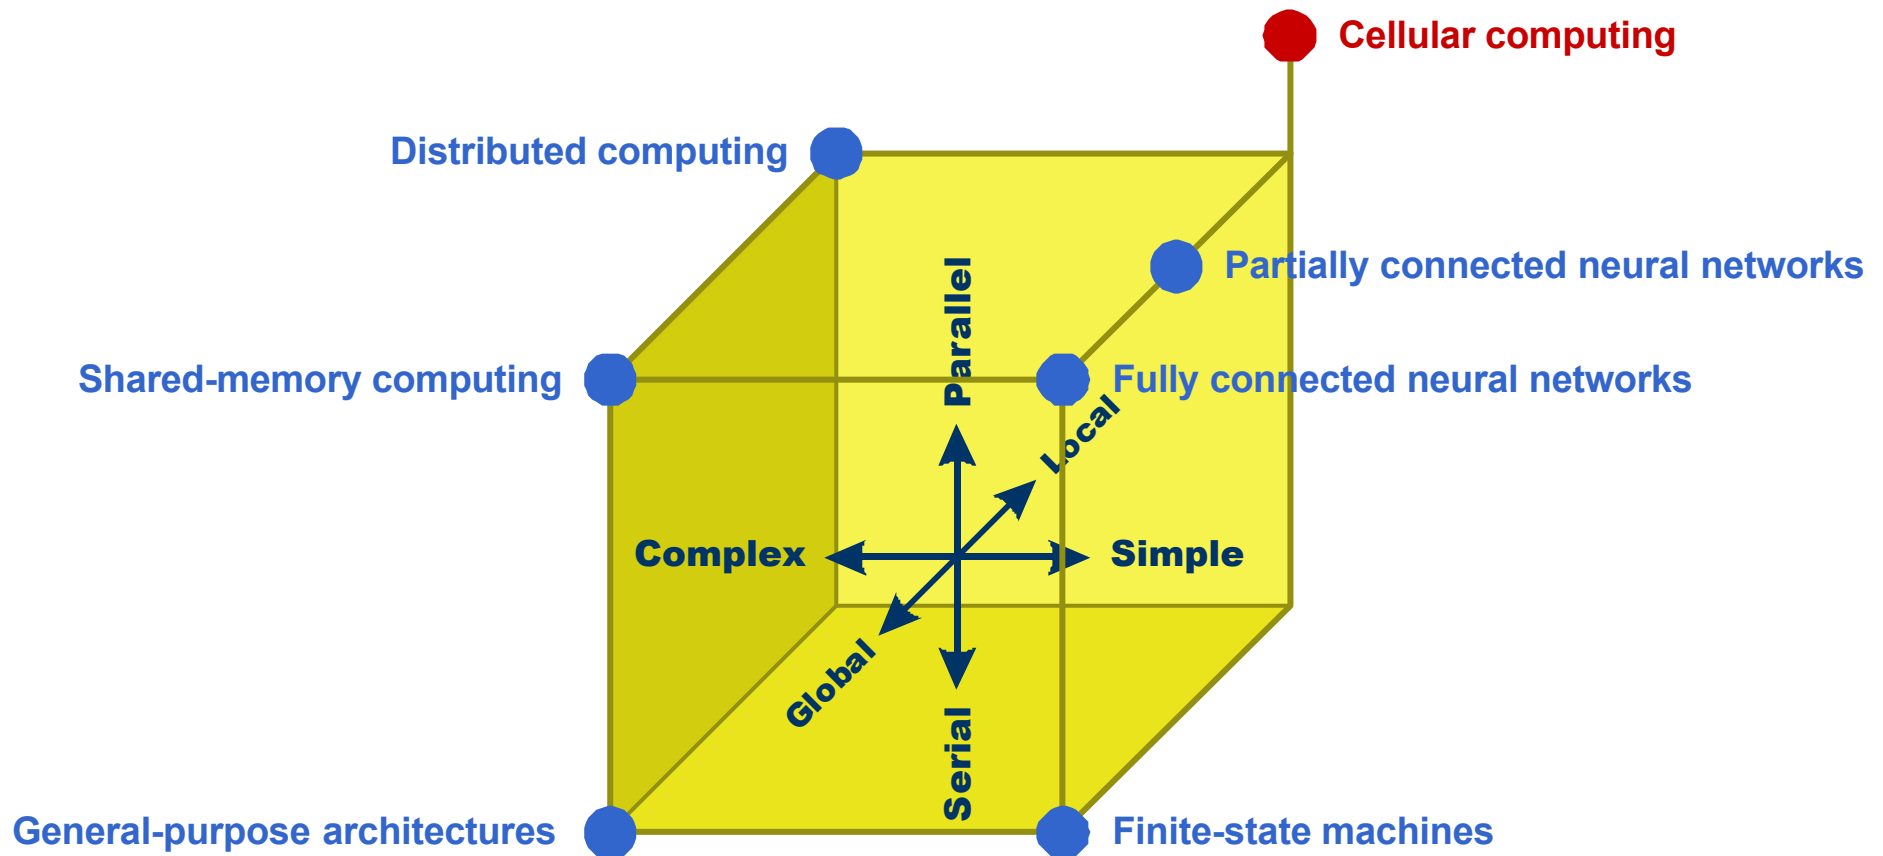 Cellular computing
Distributed computing
Partially connected neural networks
Parallel
Shared-memory computing
Fully connected neural networks
Local
Complex
Simple
Global
Serial
General-purpose architectures
Finite-state machines